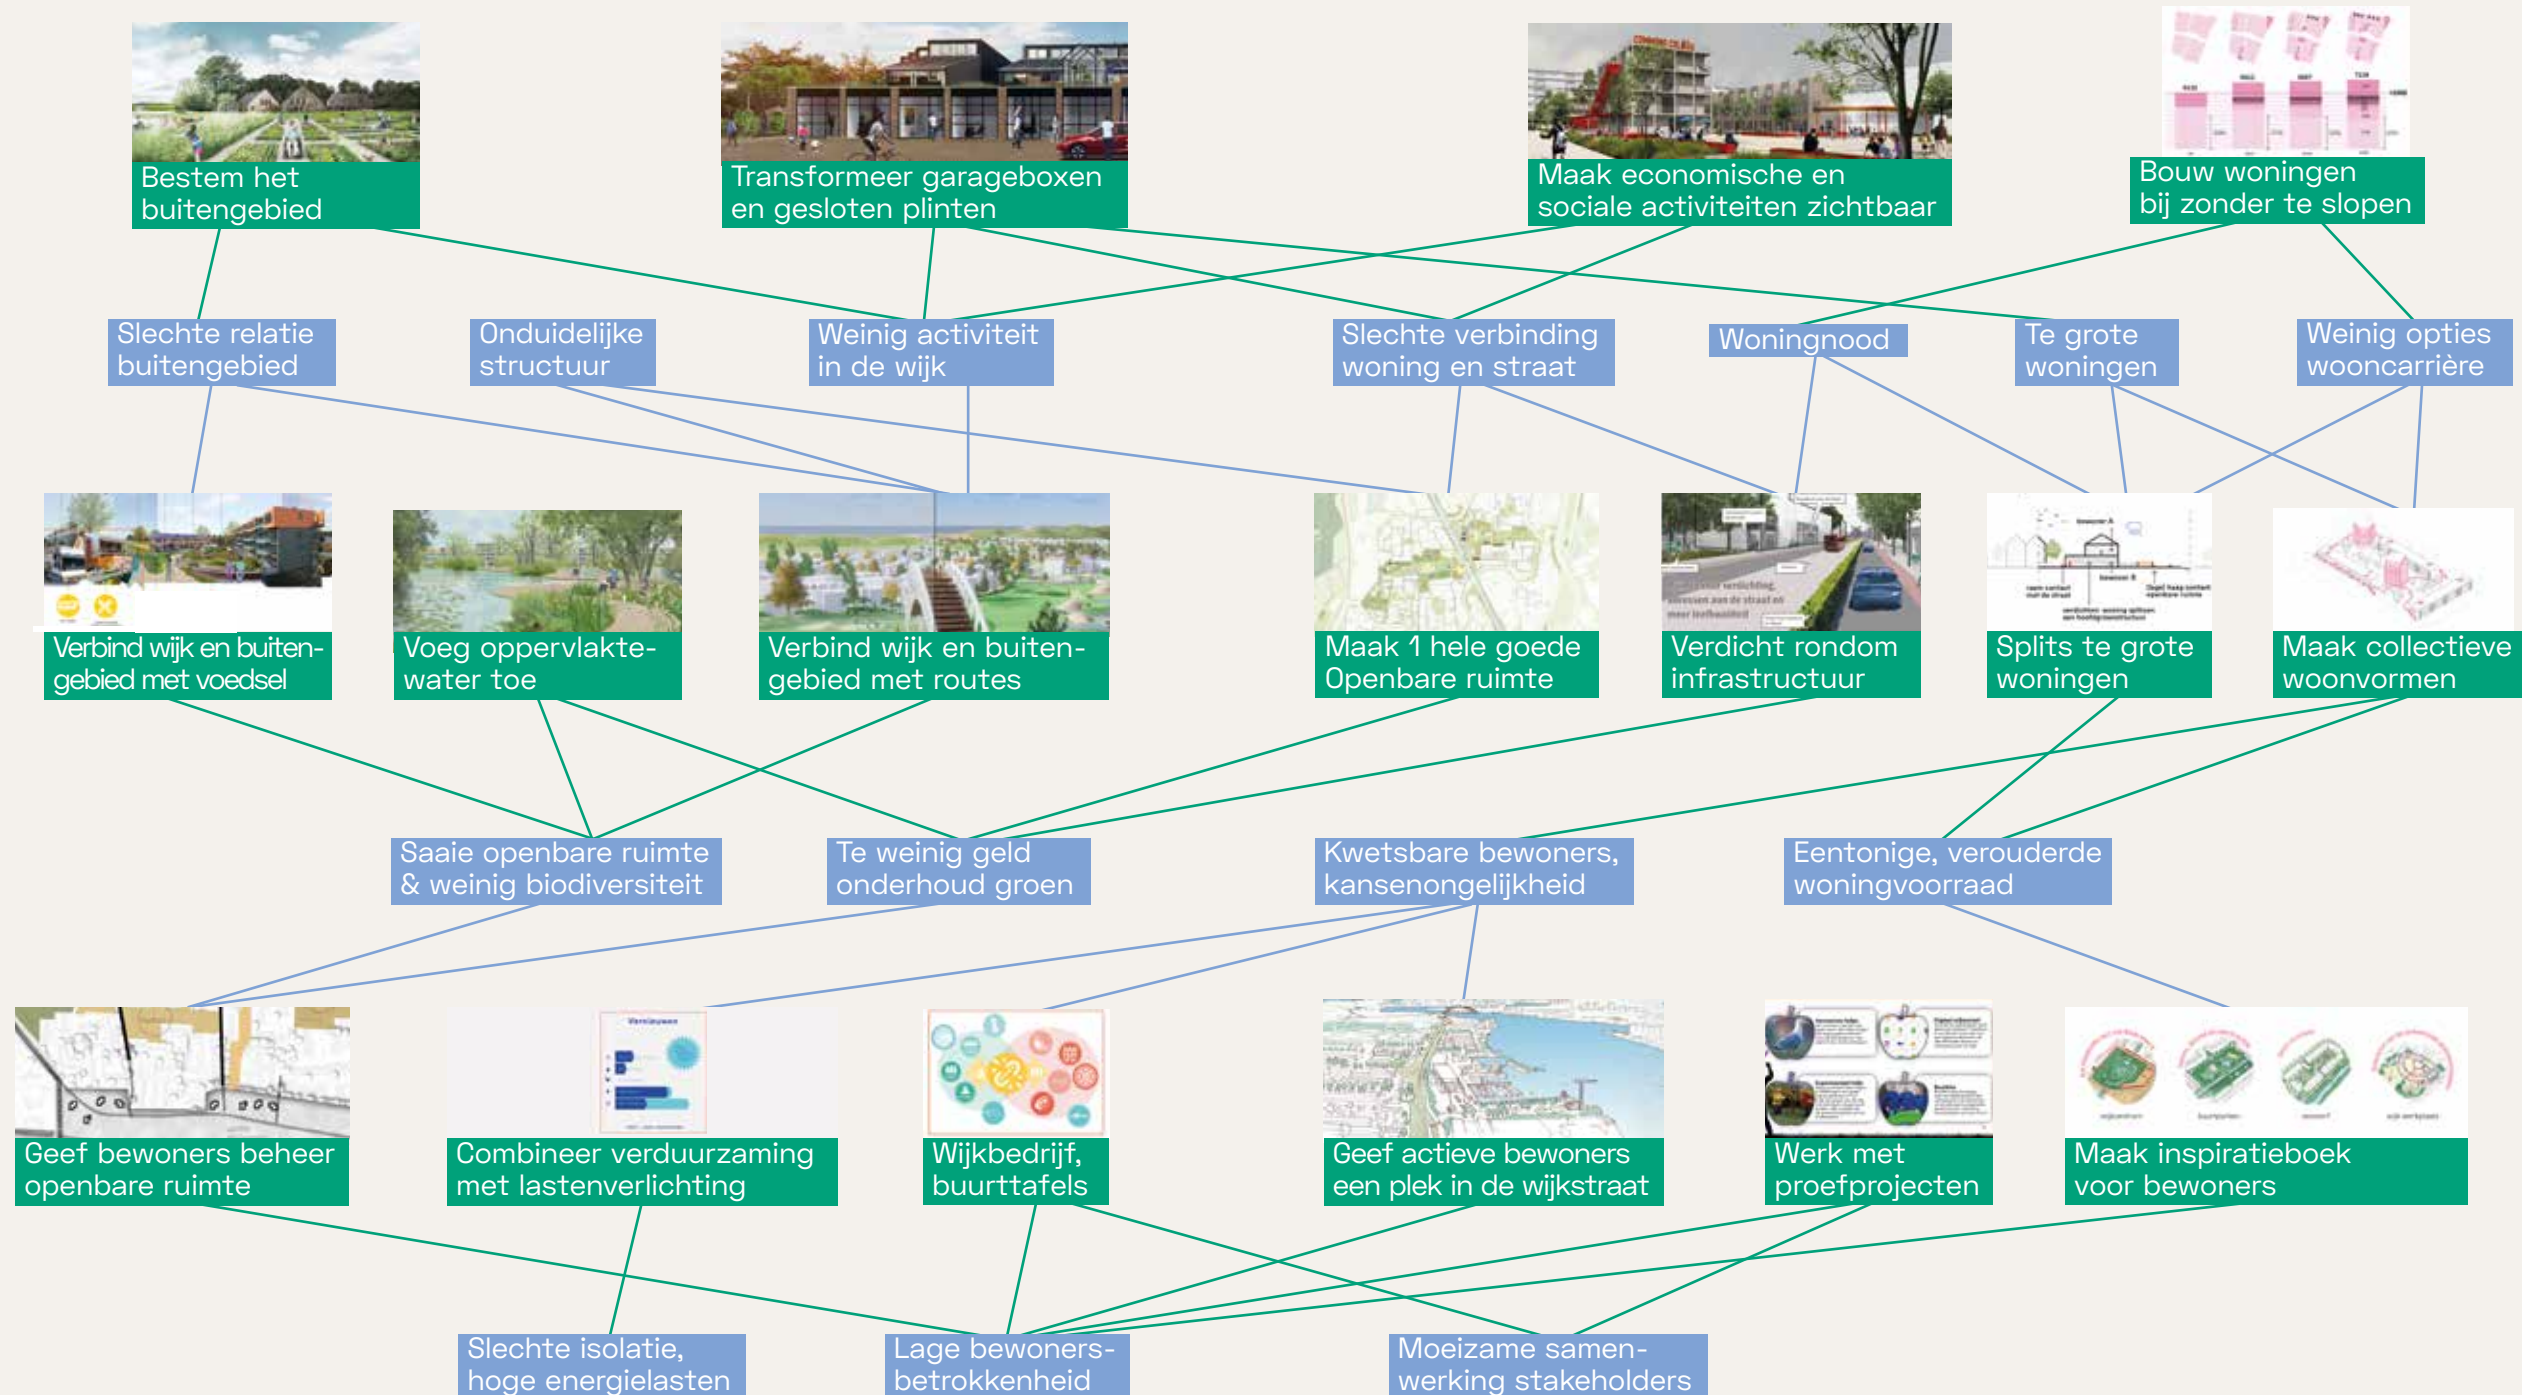 Bestem het
buitengebied
Transformeer garageboxen
en gesloten plinten
Maak economische en
sociale activiteiten zichtbaar
Bouw woningen
bij zonder te slopen
Slechte relatie
buitengebied
Onduidelijke
structuur
Weinig activiteit
in de wijk
Slechte verbinding
woning en straat
Woningnood
Te grote
woningen
Weinig opties
wooncarrière
bewoner A
bewoner B
Verbind wijk en buiten-
gebied met voedsel
Voeg oppervlakte-
water toe
Verbind wijk en buiten-
gebied met routes
Maak 1 hele goede
Openbare ruimte
Verdicht rondom
infrastructuur
Splits te grote
woningen
Maak collectieve
woonvormen
Saaie openbare ruimte
& weinig biodiversiteit
Te weinig geld
onderhoud groen
Kwetsbare bewoners,
kansenongelijkheid
Eentonige, verouderde
woningvoorraad
Vernieuwen
Geef bewoners beheer
openbare ruimte
Combineer verduurzaming
met lastenverlichting
Wijkbedrijf,
buurttafels
Geef actieve bewoners
een plek in de wijkstraat
Werk met
proefprojecten
Maak inspiratieboek
voor bewoners
Slechte isolatie,
hoge energielasten
Lage bewoners-
betrokkenheid
Moeizame samen-
werking stakeholders